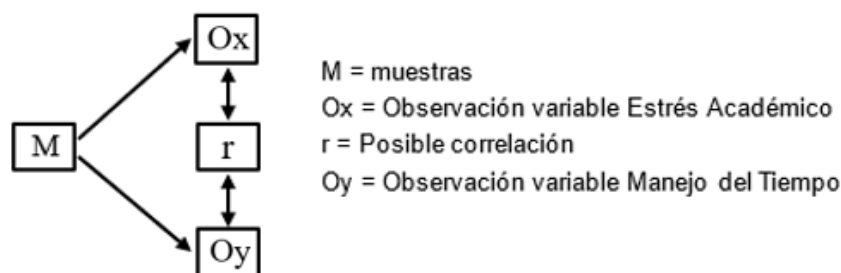 Ox
M
r
Oy
M = muestras
Ox = Observación variable Estrés Académico
r = Posible correlación
Oy = Observación variable Manejo del Tiempo